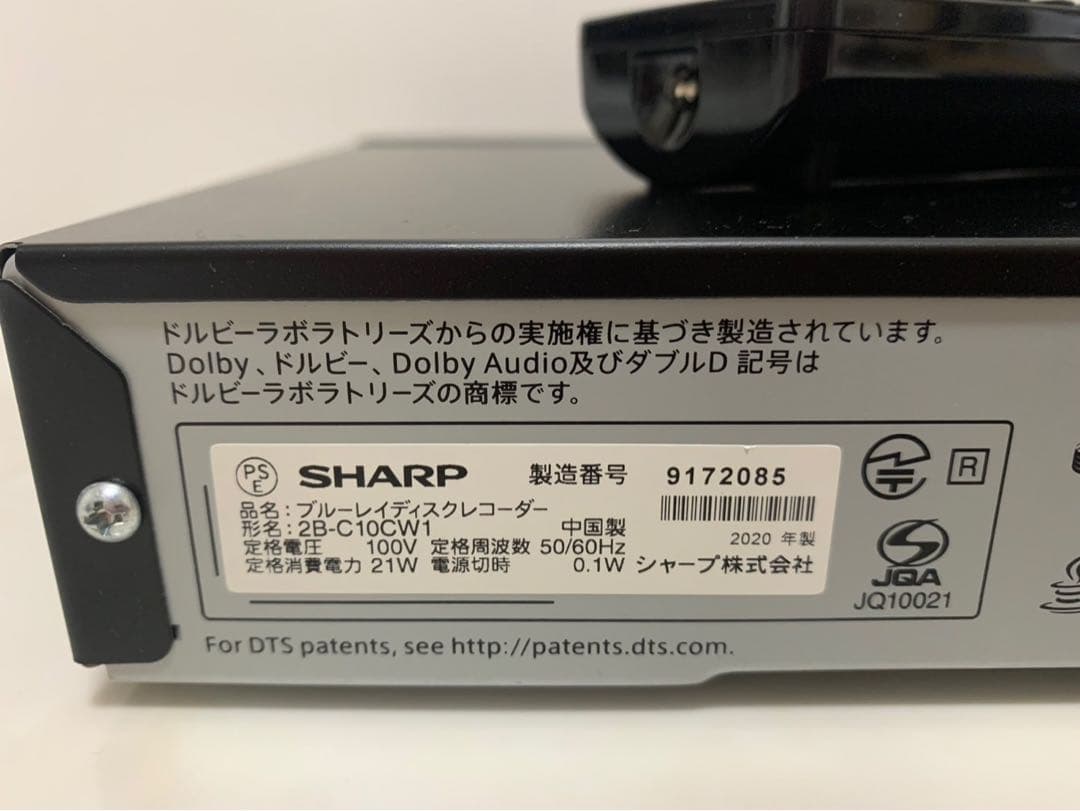 ドルビーラボラトリーズからの実施権に基づき製造されています。
Dolby、ドルビー、Dolby Audio及びダブルD 記号は
ドルビーラボラトリーズの商標です。
PS E SHARP 製造番号 9172085
品名:ブルーレイディスクレコーダー
形名:2B-C10CW1 中国製 2020 年製
定格電圧 100V 定格周波数 50/60Hz
定格消費電力 21W 電源切時 0.1W シャープ株式会社
R
JQA
JQ10021
For DTS patents, see http://patents.dts.com.